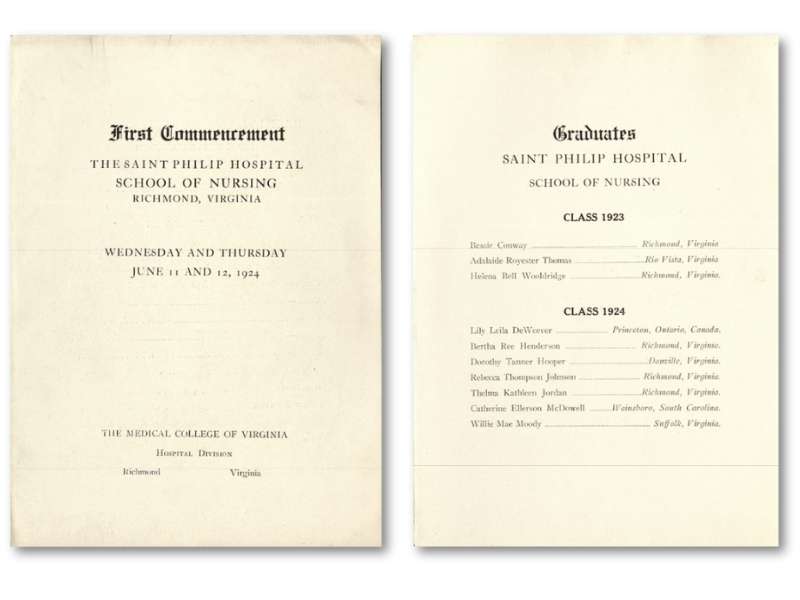 First Commencement
THE SAINT PHILIP HOSPITAL
SCHOOL OF NURSING
RICHMOND, VIRGINIA
WEDNESDAY AND THURSDAY
JUNE 11 AND 12, 1924
THE MEDICAL COLLEGE OF VIRGINIA
HOSPITAL DIVISION
Richmond Virginia
Graduates
SAINT PHILIP HOSPITAL
SCHOOL OF NURSING
CLASS 1923
Bessie Conway Richmond, Virginia
Adalaide Royester Thomas Rio Vista, Virginia.
Helena Bell Wooldridge Richmond, Virginia.
CLASS 1924
Lily Laila DeWeever Princeton, Ontario, Canada.
Bertha Ree Henderson Richmond, Virginia.
Dorothy Tanner Hooper Danville, Virginia.
Rebecca Thompson Johnson Richmond, Virginia.
Thelma Kathleen Jordan Richmond, Virginia.
Catherine Ellerson McDowell Wainsboro, South Carolina.
Willie Mae Moody Suffolk, Virginia.